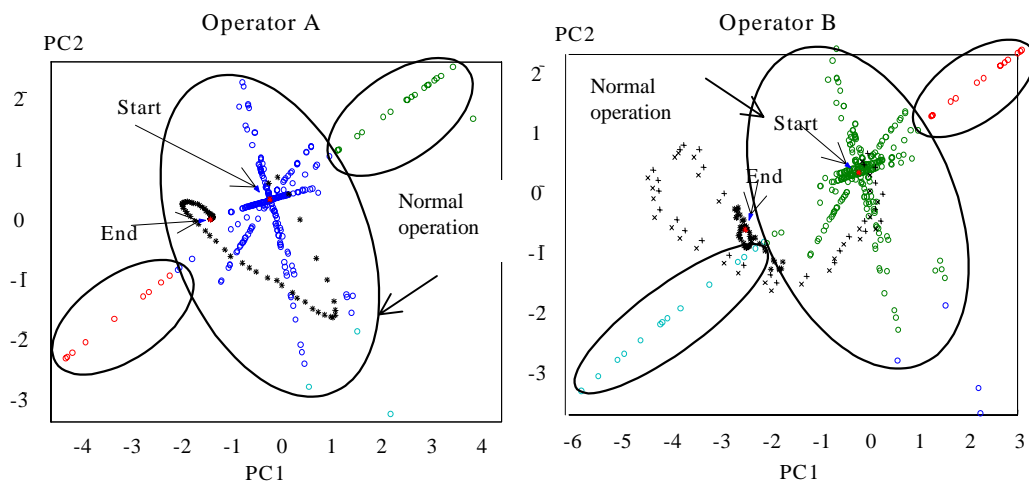 Operator A
PC2
2
1
0
-1
-2
-3
Start
End
Normal
operation
-4 -3 -2 -1 0 1 2 3 4
PC1
Operator B
PC2
2
1
0
-1
-2
-3
Normal
operation
Start
End
-6 -5 -4 -3 -2 -1 0 1 2 3
PC1